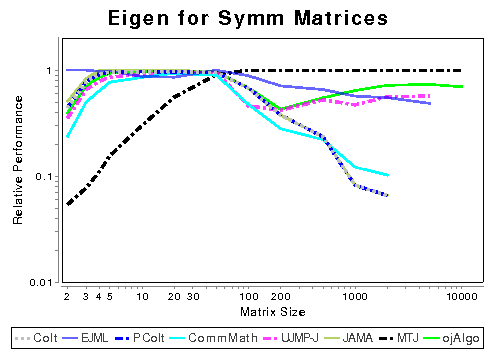 Eigen for Symm Matrices
1
0.1
0.01
Relative Performance
2 3 4 5 10 20 30 100 200 1000 10000
Matrix Size
Colt EJML PColt CommMath UJMP-J JAMA MTJ ojAlgo